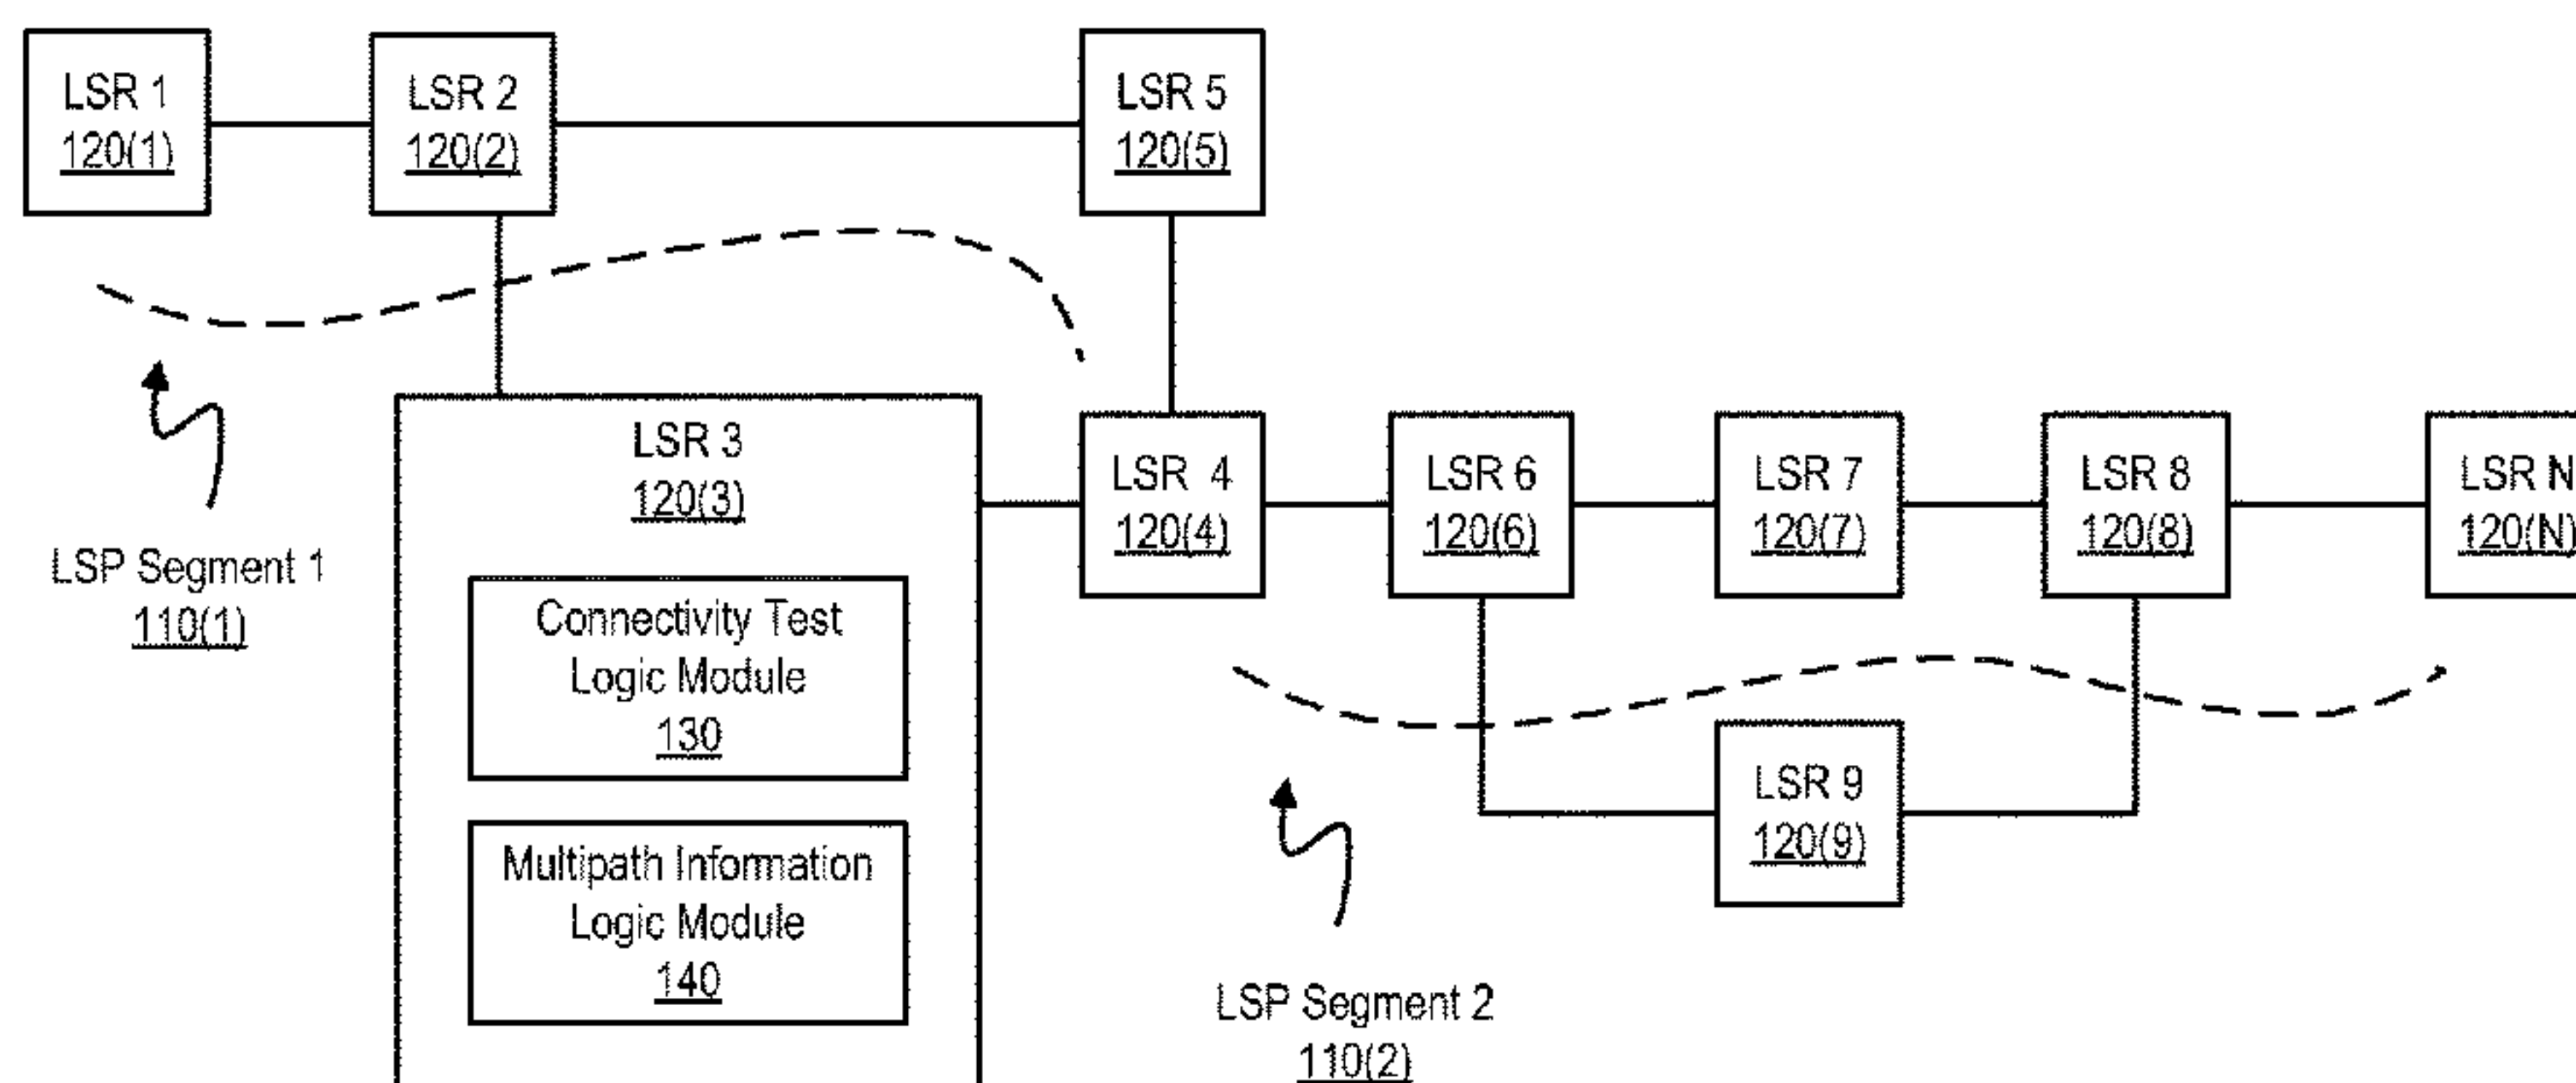 LSR 1
120(1)
LSR 2
120(2)
LSR 5
120(5)
LSP Segment 1
110(1)
LSR 3
120(3)
Connectivity Test
Logic Module
130
Multipath Information
Logic Module
140
LSR 4
120(4)
LSR 6
120(6)
LSR 7
120(7)
LSR 8
120(8)
LSR N
120(N)
LSR 9
120(9)
LSP Segment 2
110(2)